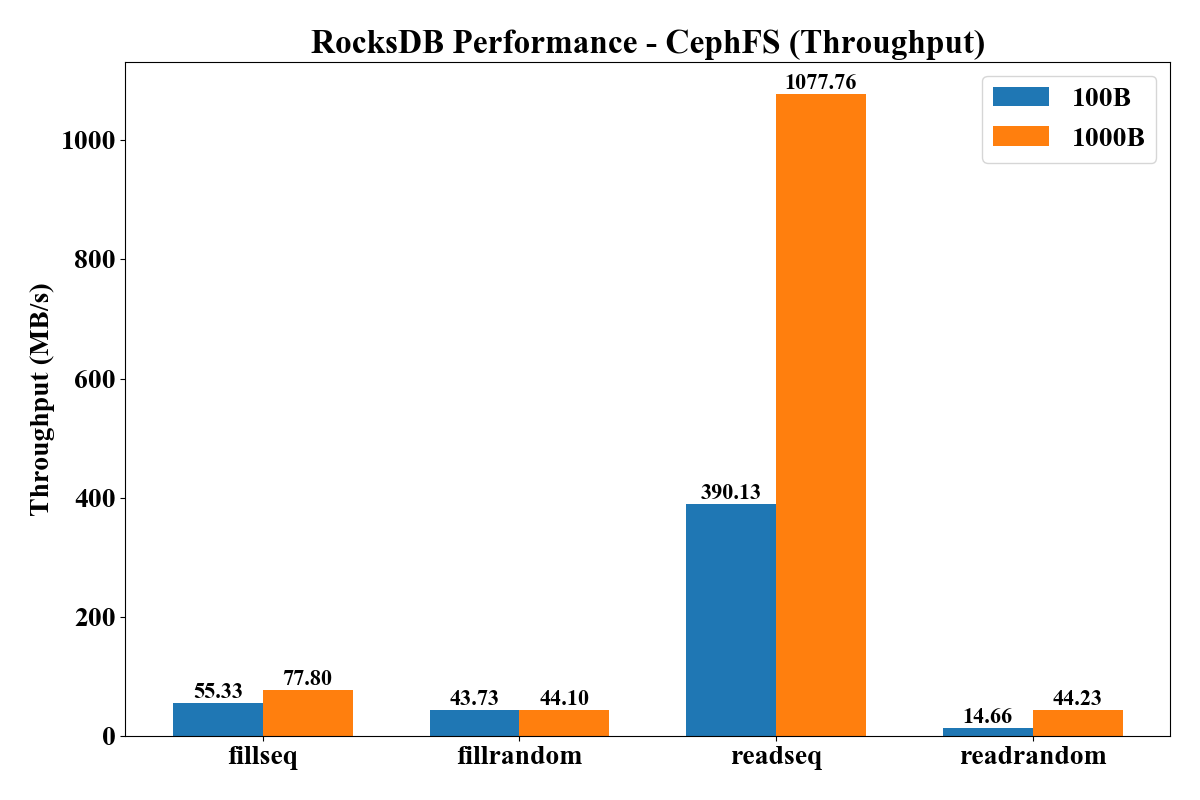 RocksDB Performance - CephFS (Throughput)
100B
1000B
Throughput (MB/s)
1000
800
600
400
200
0
55.33
77.80
43.73
44.10
390.13
1077.76
14.66
44.23
fillseq
fillrandom
readseq
readrandom